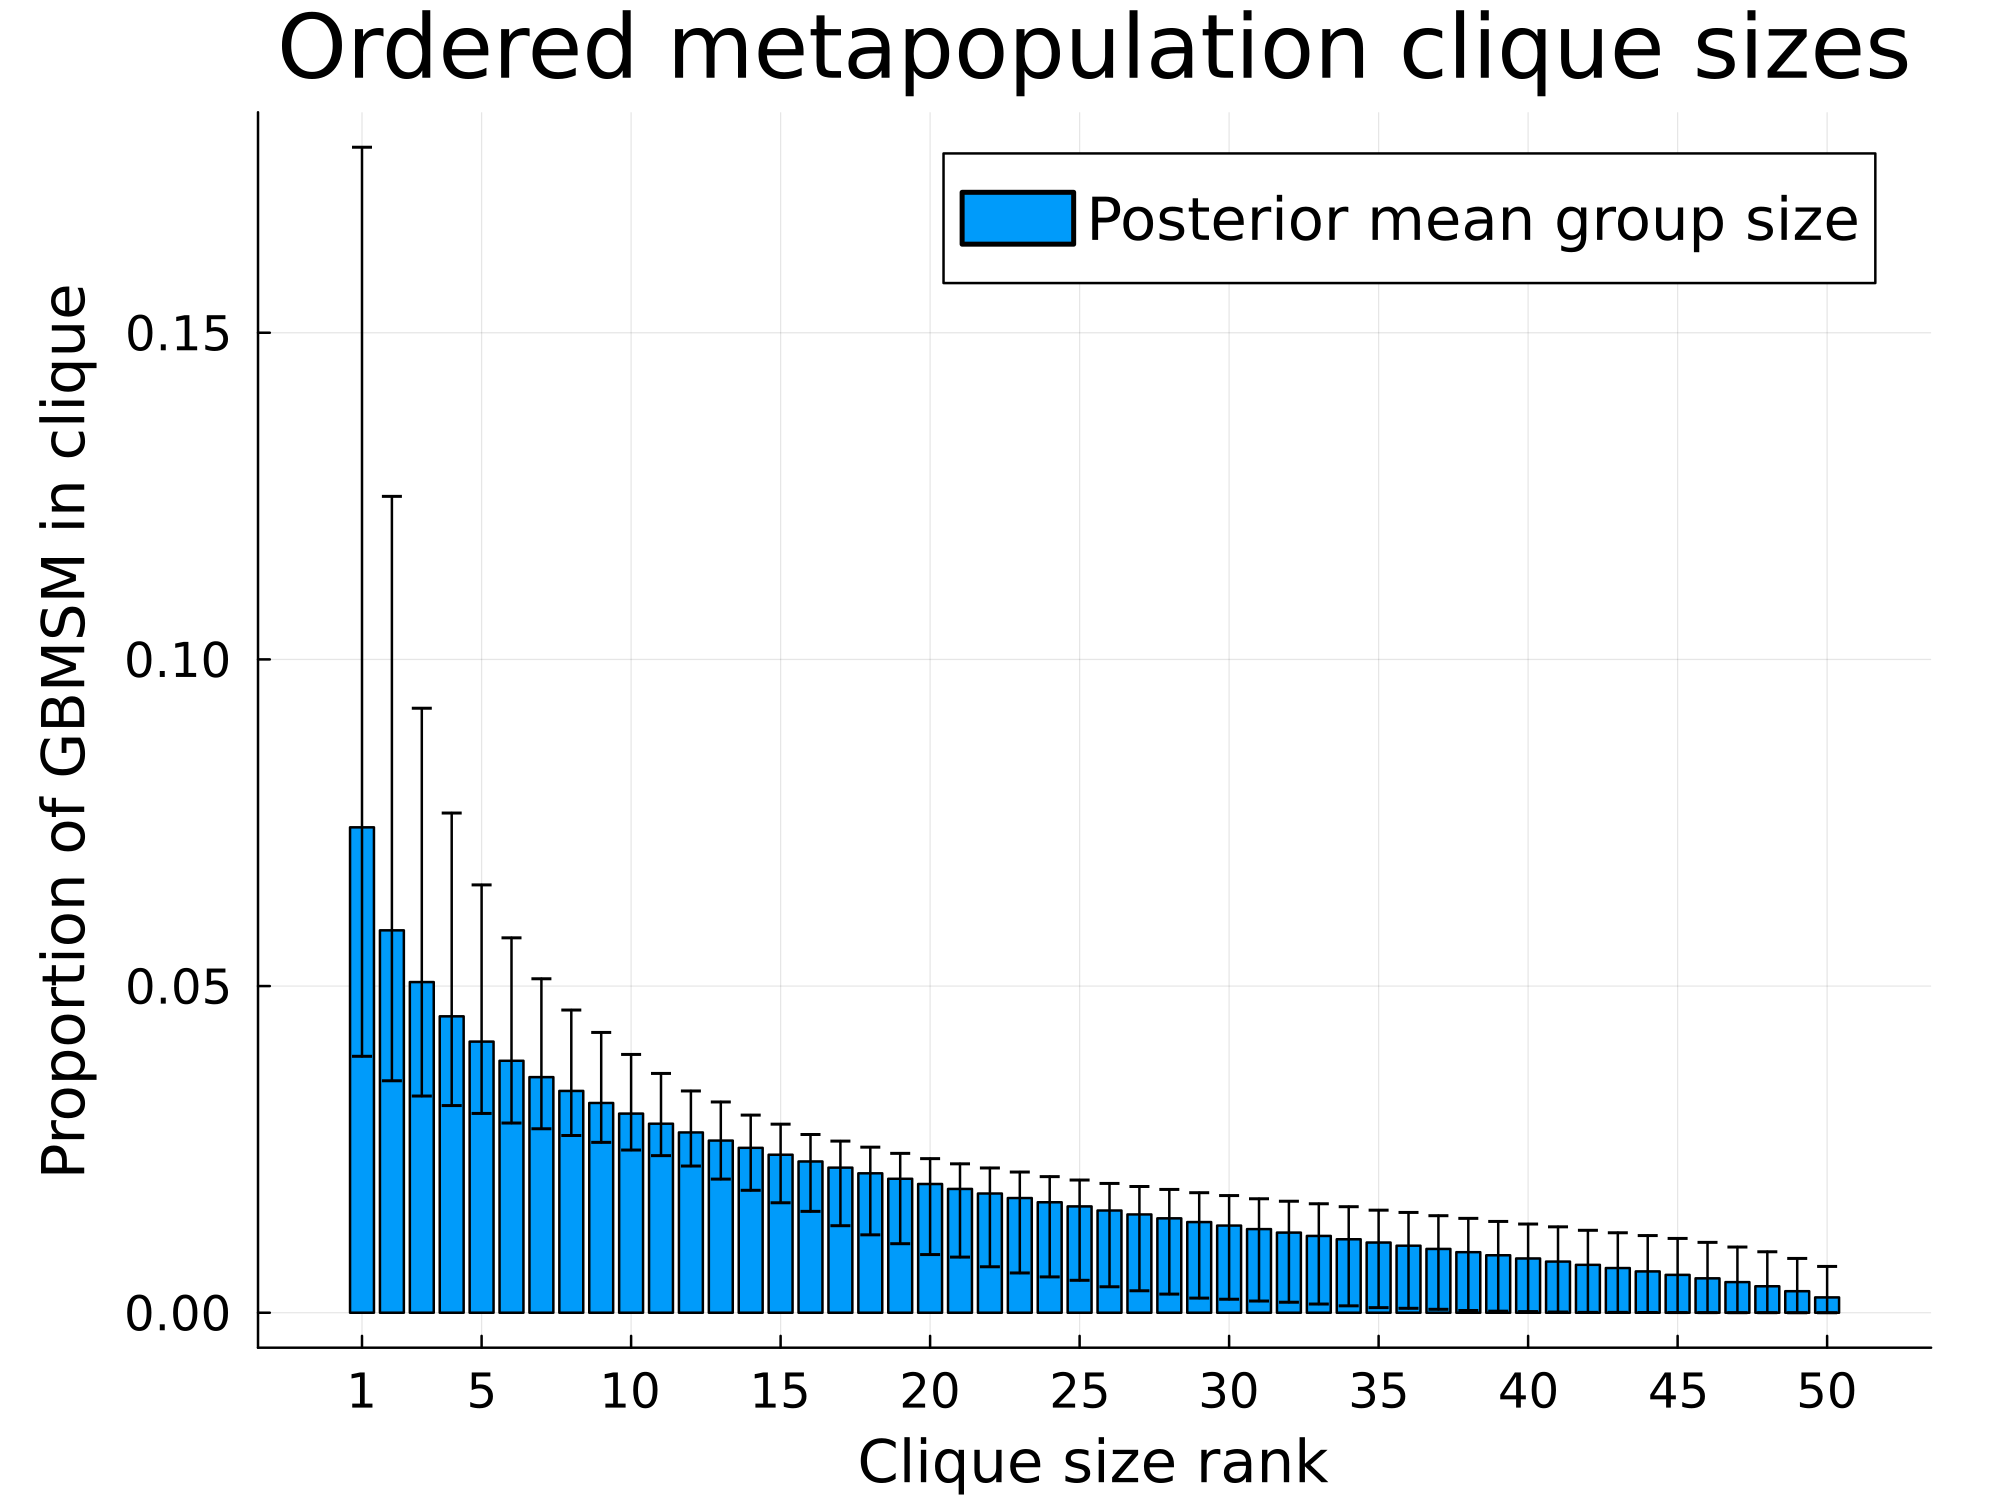 Ordered metapopulation clique sizes
Posterior mean group size
Proportion of GBMSM in clique
0.15
0.10
0.05
0.00
1 5 10 15 20 25 30 35 40 45 50
Clique size rank